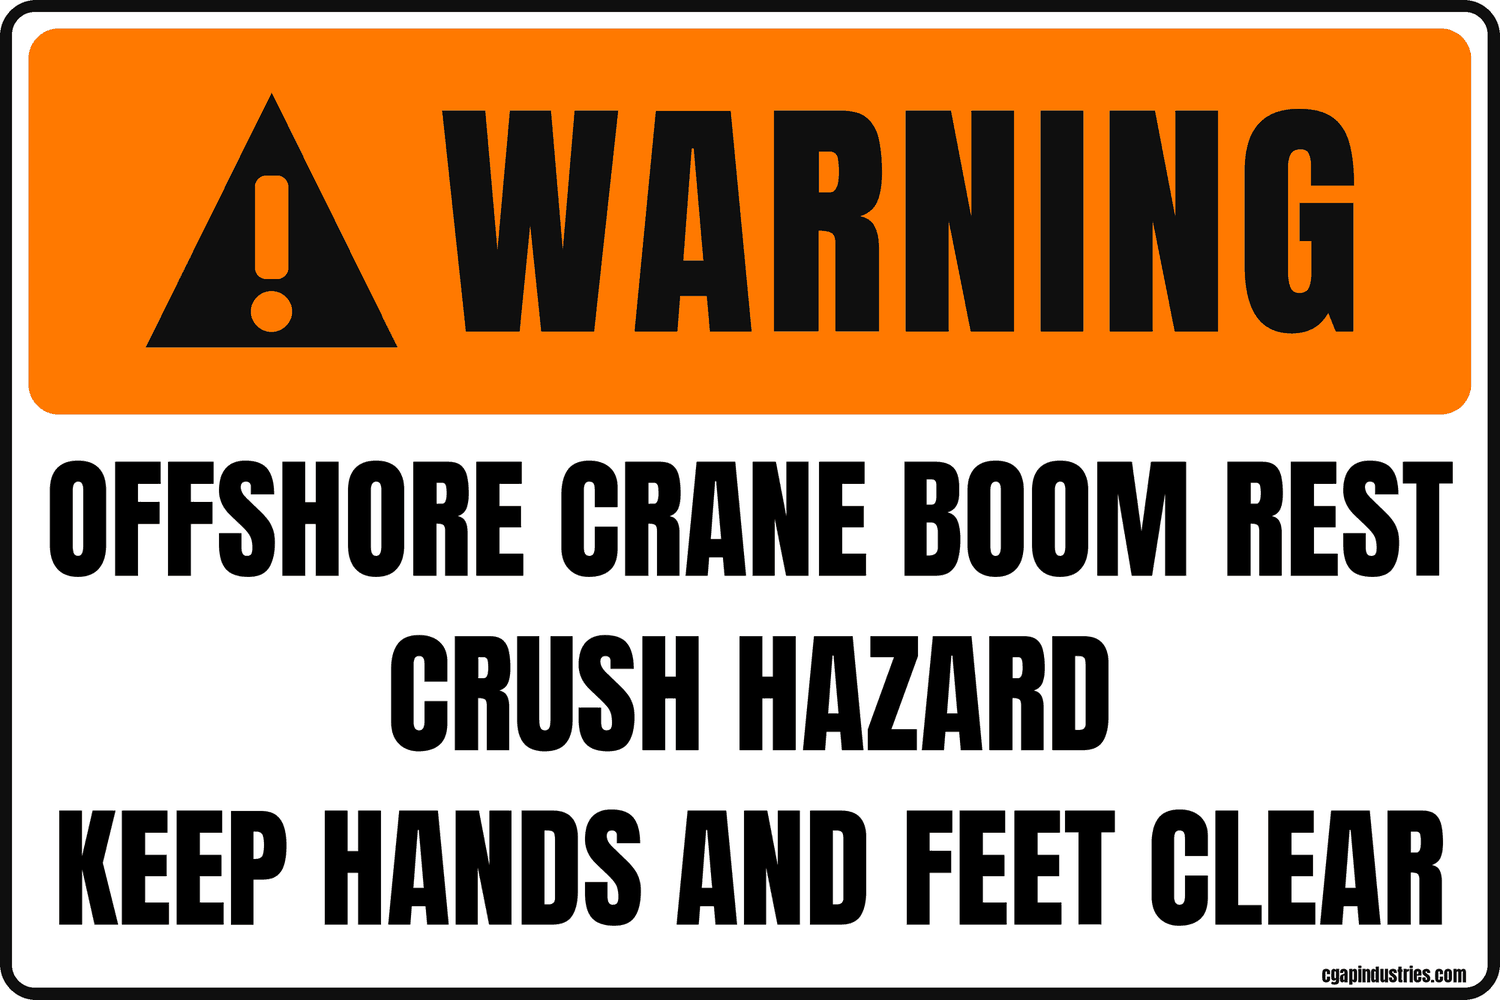 WARNING
OFFSHORE CRANE BOOM REST
CRUSH HAZARD
KEEP HANDS AND FEET CLEAR
cgapindustries.com